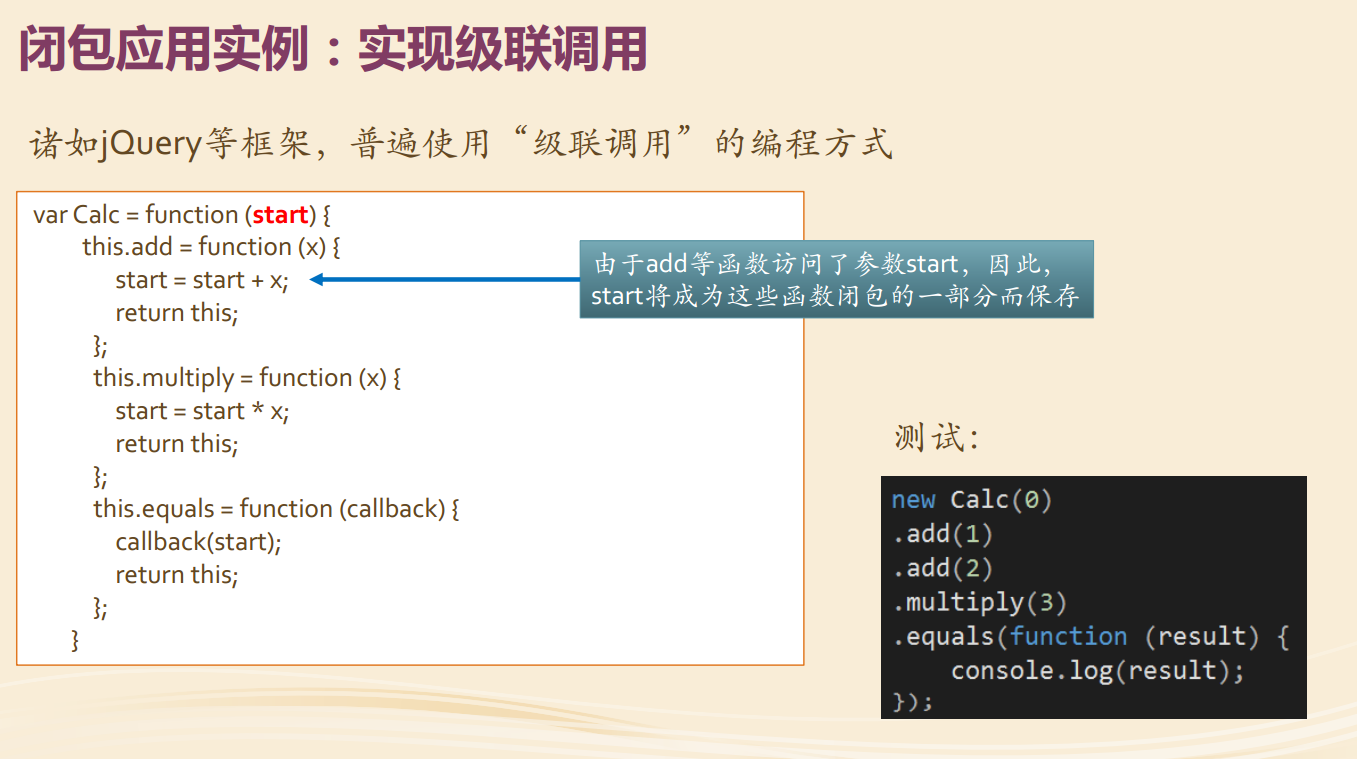 闭包应用实例：实现级联调用
诸如jQuery等框架，普遍使用“级联调用”的编程方式
var Calc = function (start) {
this.add = function (x) {
start = start + x;
return this;
};
this.multiply = function (x) {
start = start * x;
return this;
};
this.equals = function (callback) {
callback(start);
return this;
};
}
由于add等函数访问了参数start，因此，
start将成为这些函数闭包的一部分而保存
测试：
new Calc(0)
.add(1)
.add(2)
.multiply(3)
.equals(function (result) {
console.log(result);
});